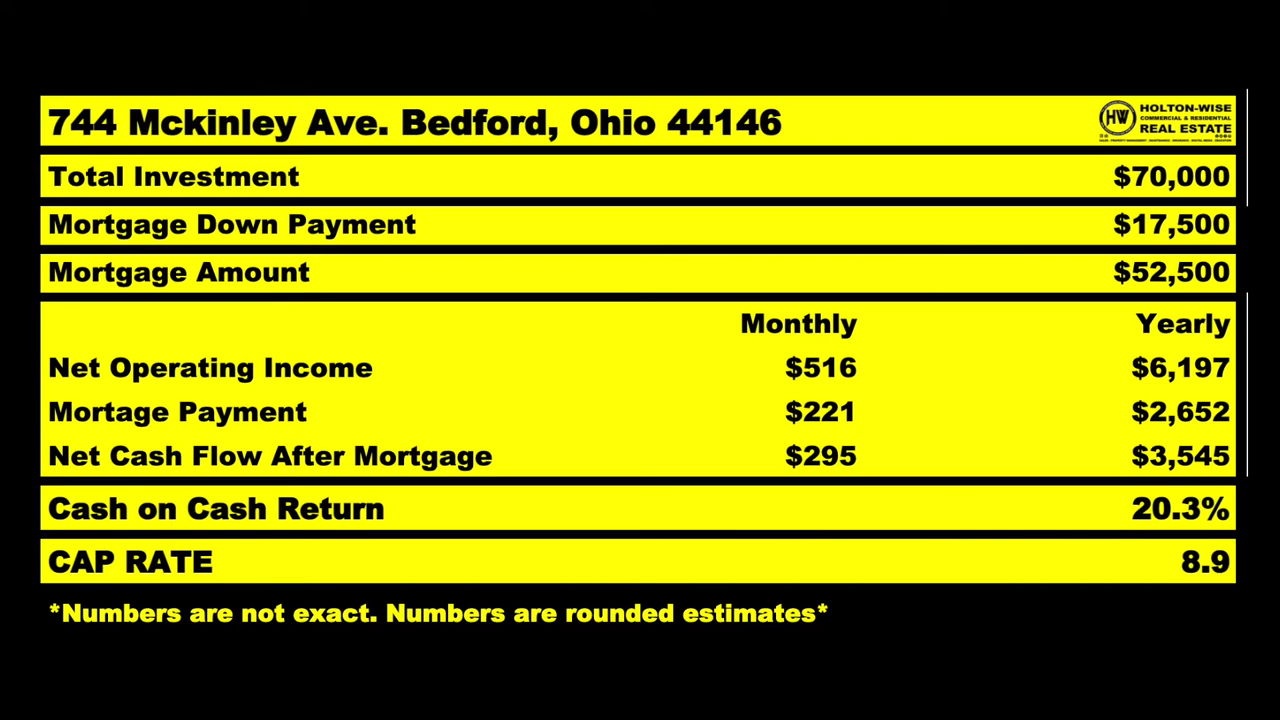 744 Mckinley Ave. Bedford, Ohio 44146
HW
HOLTON-WISE
COMMERCIAL & RESIDENTIAL
REAL ESTATE
Total Investment $70,000
Mortgage Down Payment $17,500
Mortgage Amount $52,500
Monthly Yearly
Net Operating Income $516 $6,197
Mortage Payment $221 $2,652
Net Cash Flow After Mortgage $295 $3,545
Cash on Cash Return 20.3%
CAP RATE 8.9
*Numbers are not exact. Numbers are rounded estimates*